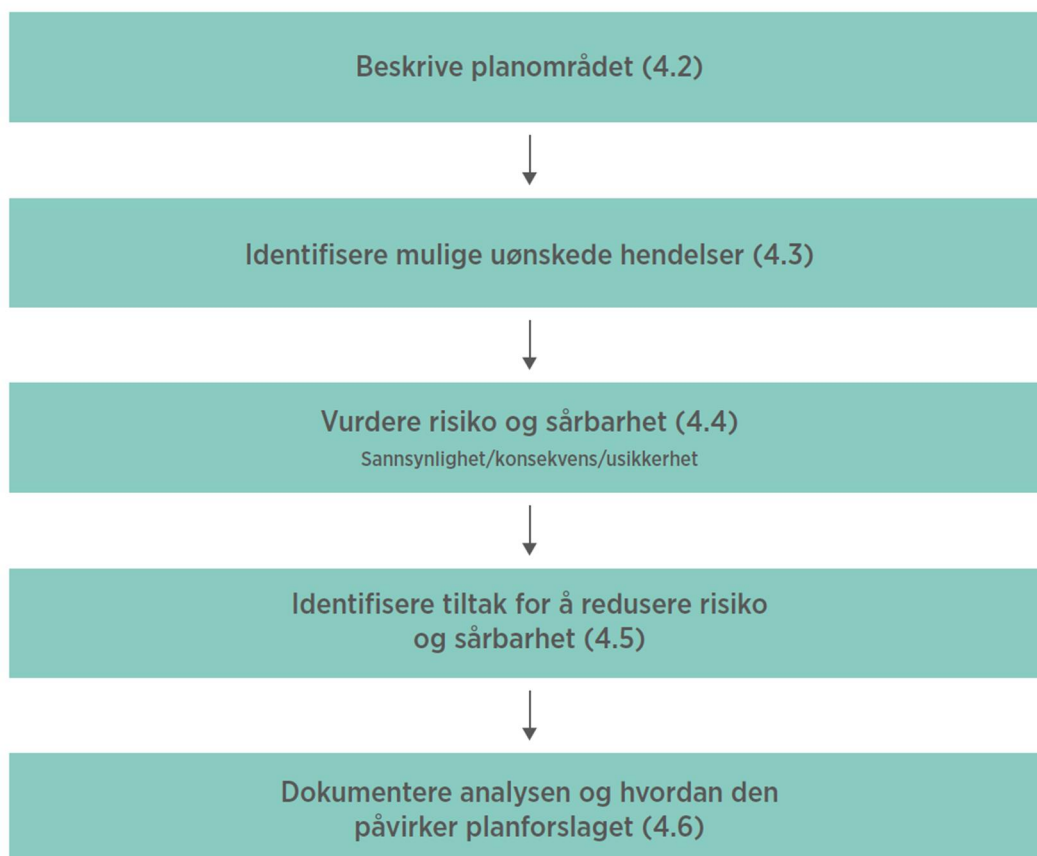 Beskrive planområdet (4.2)
Identifisere mulige uønskede hendelser (4.3)
Vurdere risiko og sårbarhet (4.4)
Sannsynlighet/konsekvens/usikkerhet
Identifisere tiltak for å redusere risiko
og sårbarhet (4.5)
Dokumentere analysen og hvordan den
påvirker planforslaget (4.6)